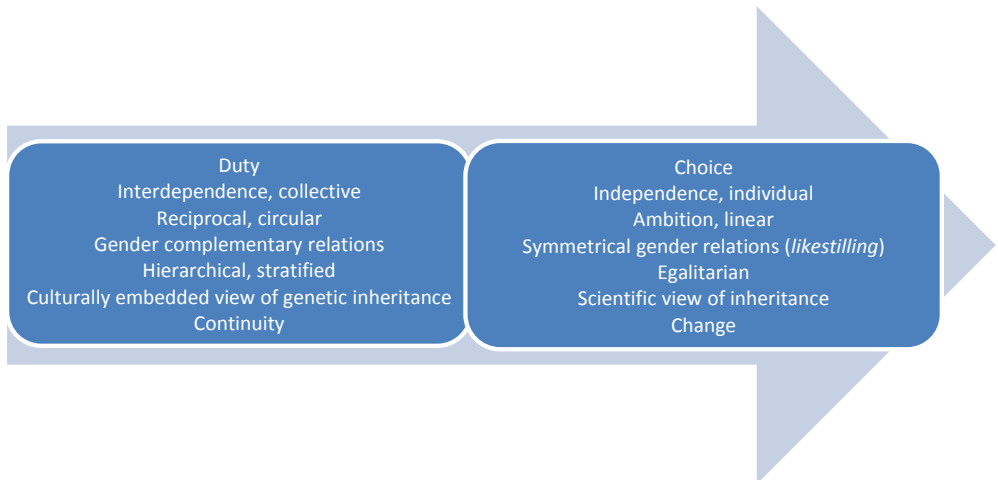 Duty
Interdependence, collective
Reciprocal, circular
Gender complementary relations
Hierarchical, stratified
Culturally embedded view of genetic inheritance
Continuity
Choice
Independence, individual
Ambition, linear
Symmetrical gender relations (likestilling)
Egalitarian
Scientific view of inheritance
Change